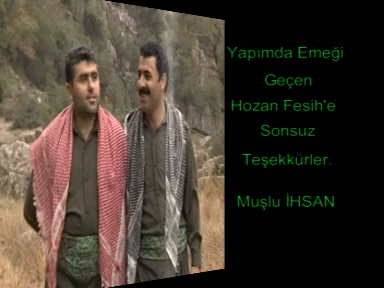 Yapımda Emeği
Geçen
Hozan Fesih'e
Sonsuz
Teşekkürler.
Muşlu İHSAN